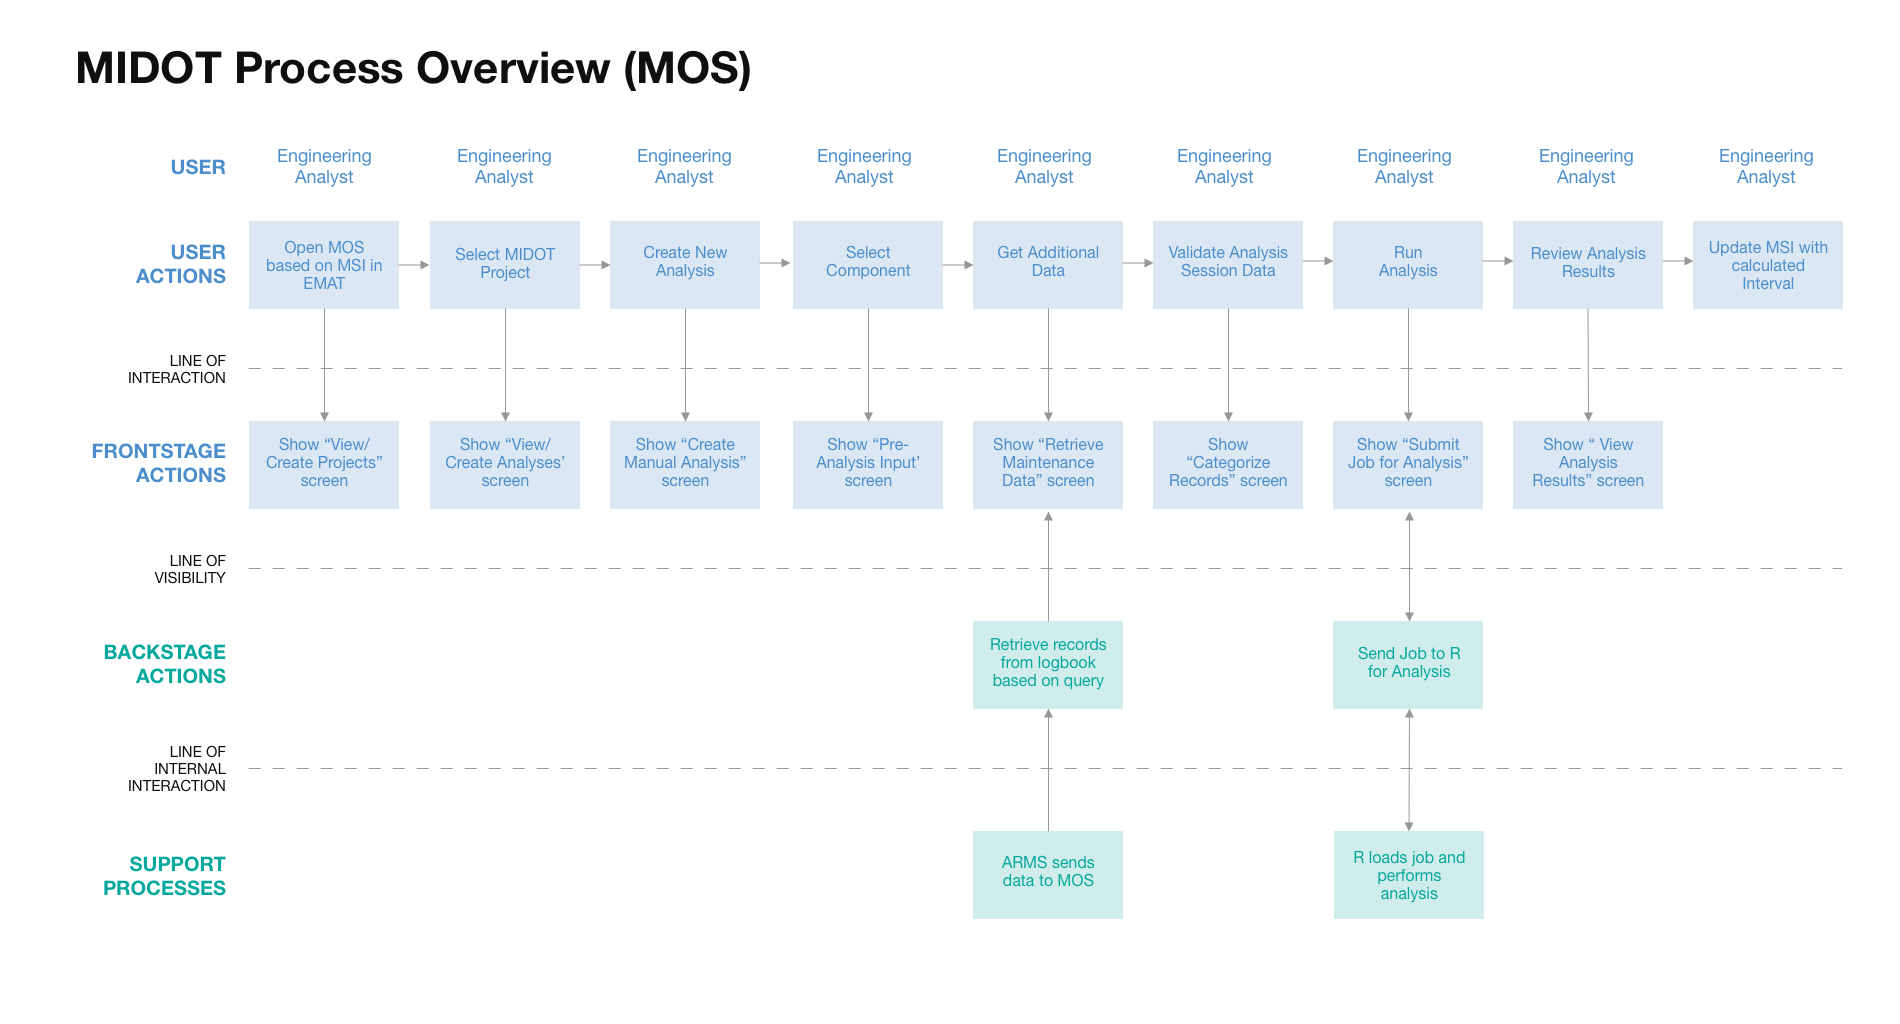 MIDOT Process Overview (MOS)
USER
Engineering
Analyst
Engineering
Analyst
Engineering
Analyst
Engineering
Analyst
Engineering
Analyst
Engineering
Analyst
Engineering
Analyst
Engineering
Analyst
Engineering
Analyst
USER
ACTIONS
Open MOS
based on MSI in
EMAT
Select MIDOT
Project
Create New
Analysis
Select
Component
Get Additional
Data
Validate Analysis
Session Data
Run
Analysis
Review Analysis
Results
Update MSI with
calculated
Interval
LINE OF
INTERACTION
FRONTSTAGE
ACTIONS
Show “View/
Create Projects”
screen
Show “View/
Create Analyses’
screen
Show “Create
Manual Analysis”
screen
Show “Pre-
Analysis Input’
screen
Show “Retrieve
Maintenance
Data” screen
Show
“Categorize
Records” screen
Show “Submit
Job for Analysis”
screen
Show “ View
Analysis
Results” screen
LINE OF
VISIBILITY
BACKSTAGE
ACTIONS
Retrieve records
from logbook
based on query
Send Job to R
for Analysis
LINE OF
INTERNAL
INTERACTION
SUPPORT
PROCESSES
ARMS sends
data to MOS
R loads job and
performs
analysis